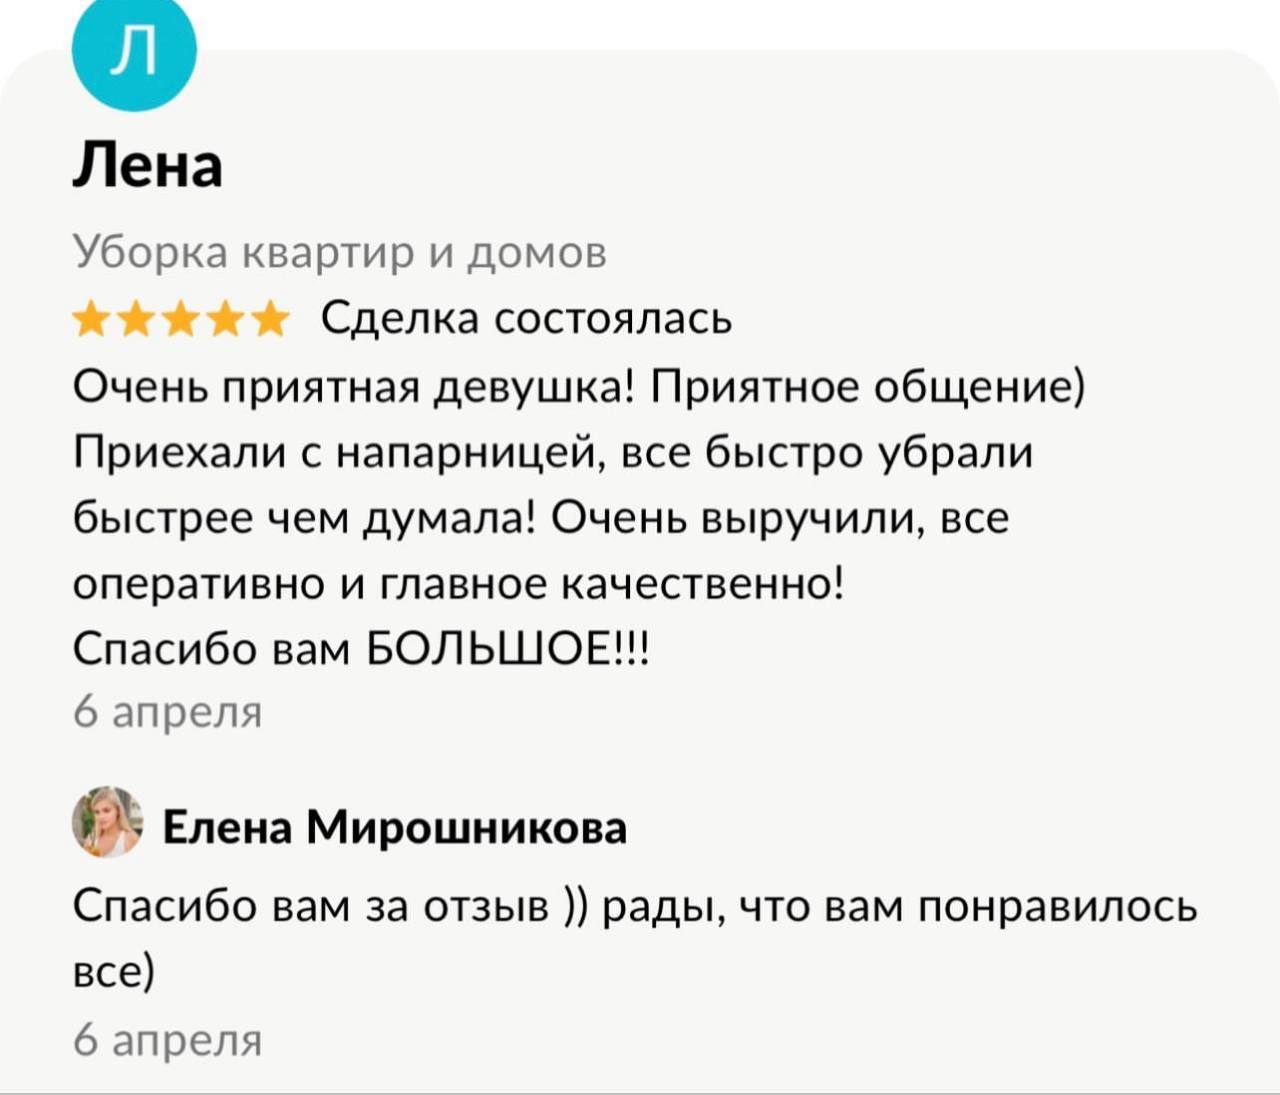 Л
Лена
Уборка квартир и домов
Сделка состоялась
Очень приятная девушка! Приятное общение)
Приехали с напарницей, все быстро убрали
быстрее чем думала! Очень выручили, все
оперативно и главное качественно!
Спасибо вам БОЛЬШОЕ!!!
6 апреля
Елена Мирошникова
Спасибо вам за отзыв )) рады, что вам понравилось
все)
6 апреля